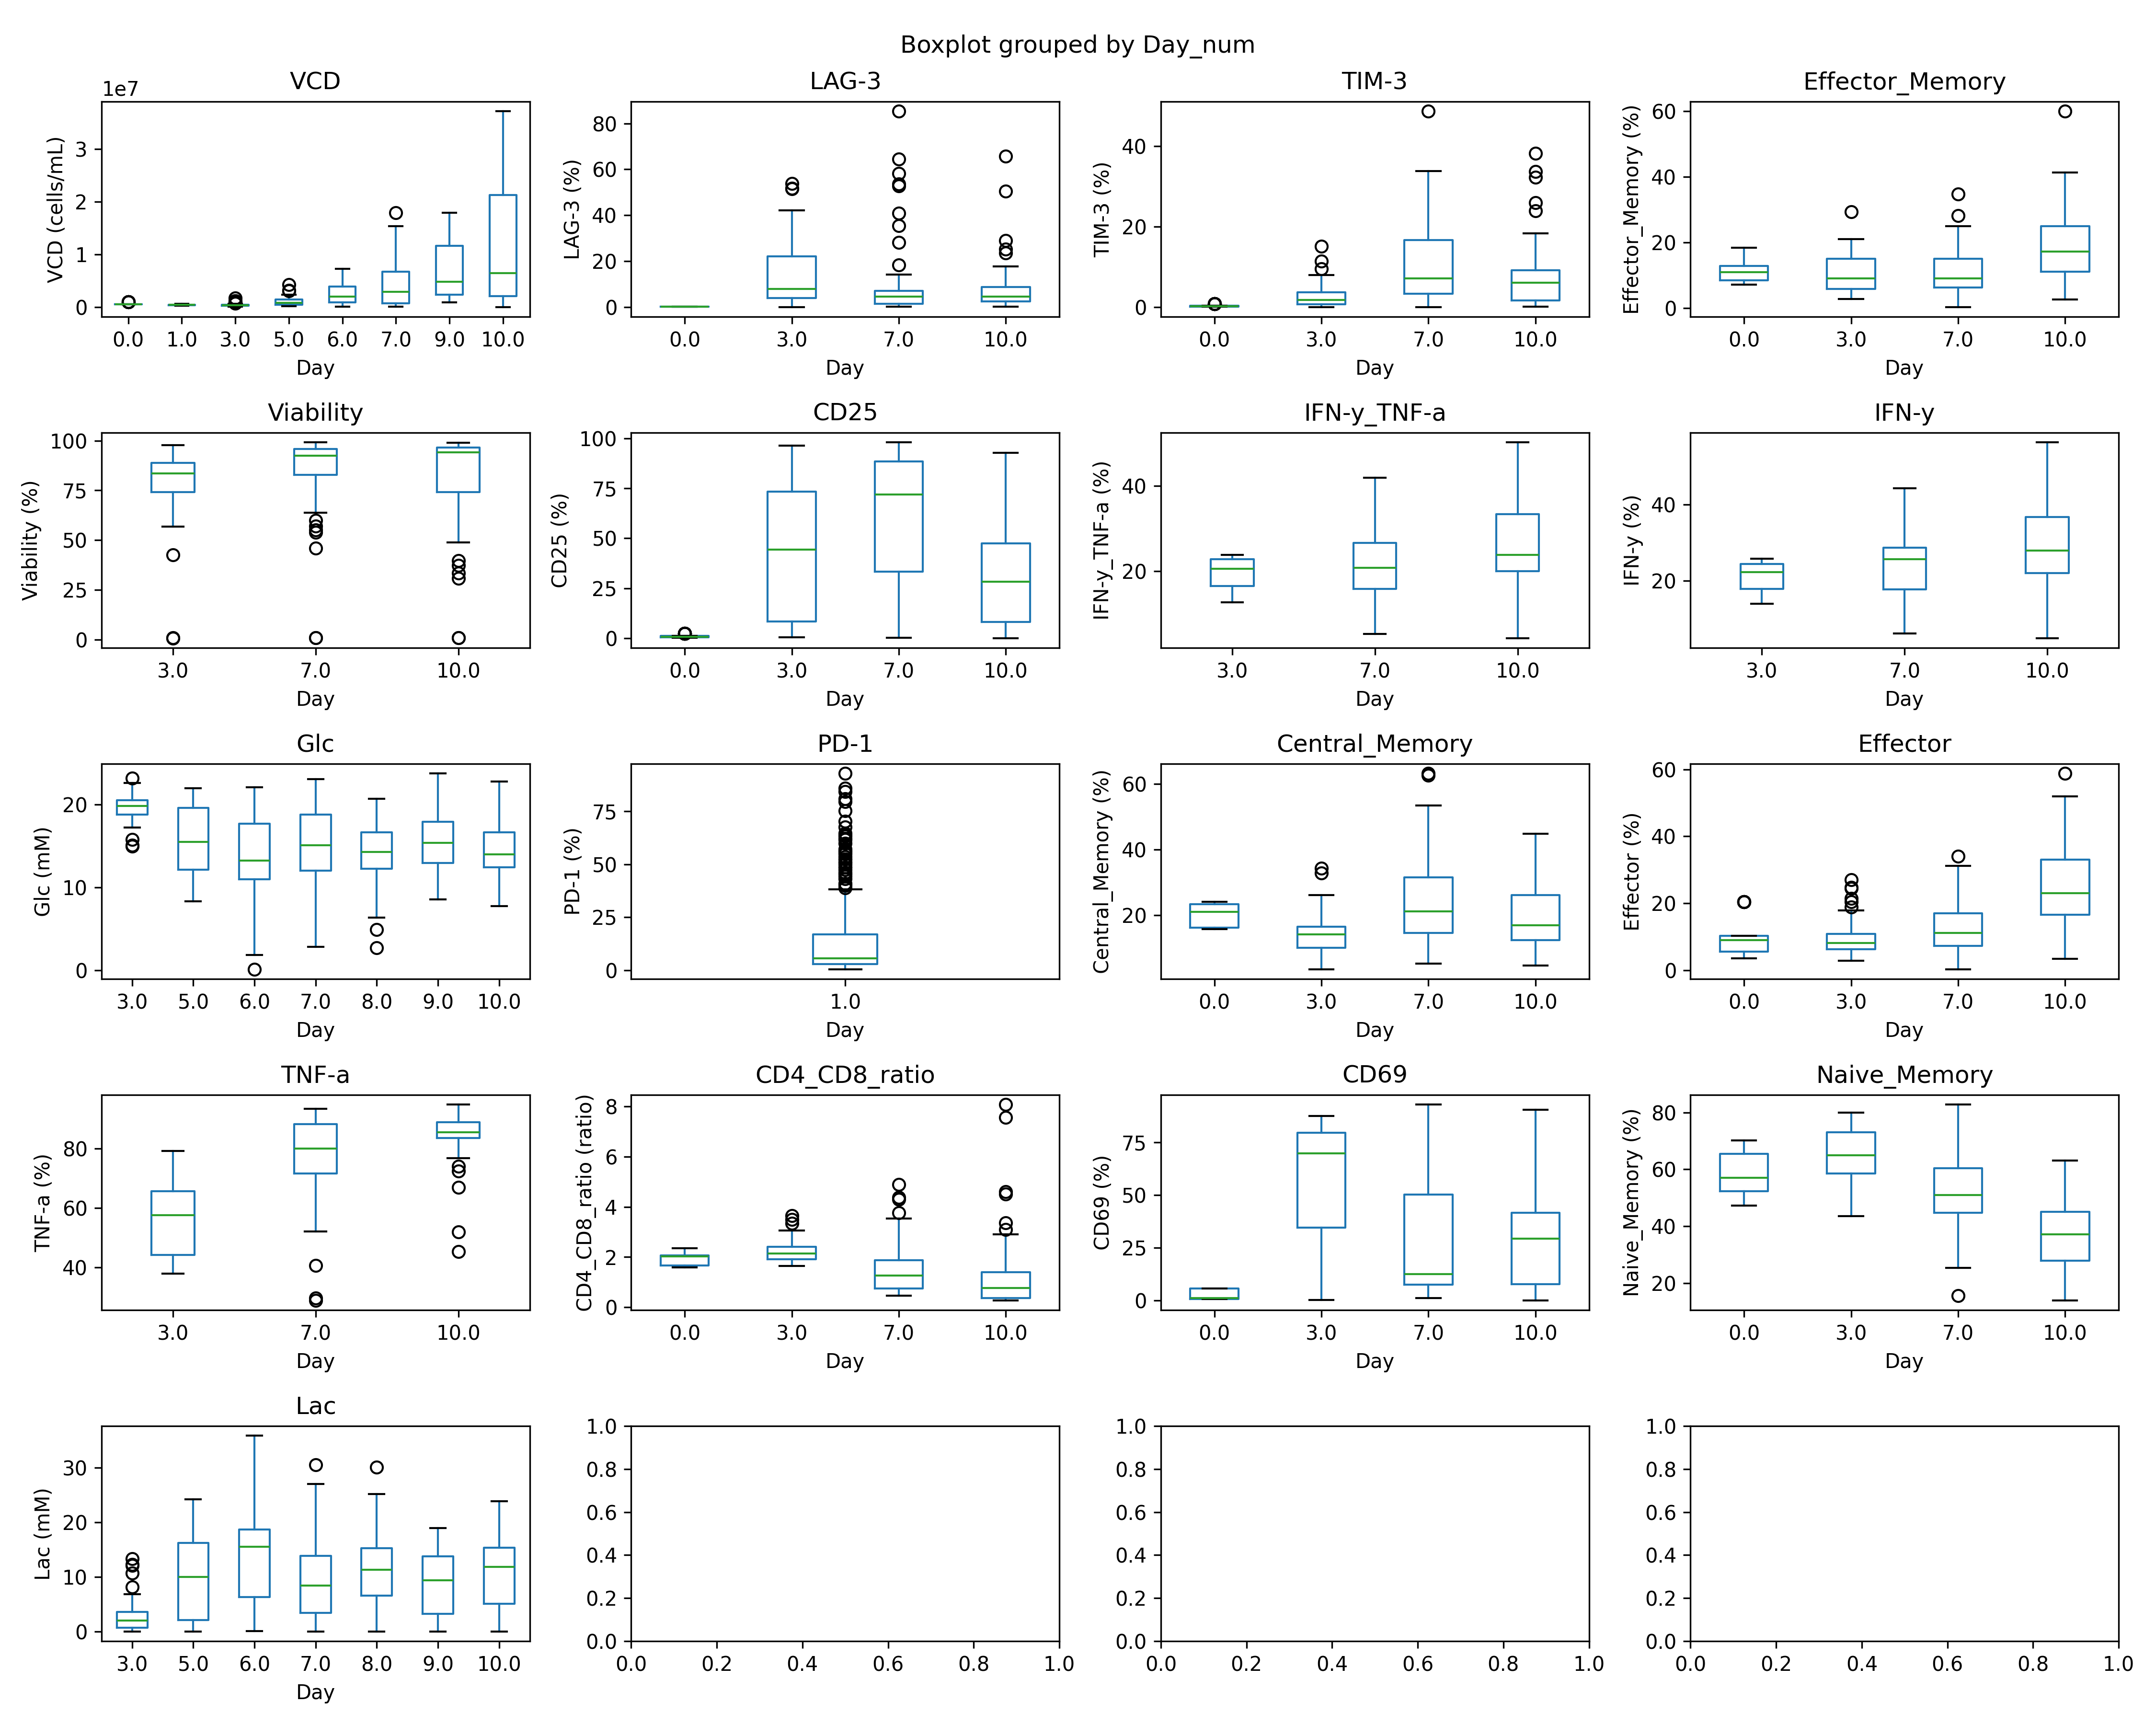 Boxplot grouped by Day_num
VCD
1e7
VCD (cells/mL)
3
2
1
0
0.0 1.0 3.0 5.0 6.0 7.0 9.0 10.0
Day
LAG-3
LAG-3 (%)
80
60
40
20
0
0.0 3.0 7.0 10.0
Day
TIM-3
TIM-3 (%)
40
20
0
0.0 3.0 7.0 10.0
Day
Effector_Memory
Effector_Memory (%)
60
40
20
0
0.0 3.0 7.0 10.0
Day
Viability
Viability (%)
100
75
50
25
0
3.0 7.0 10.0
Day
CD25
CD25 (%)
100
75
50
25
0
0.0 3.0 7.0 10.0
Day
IFN-y_TNF-a
IFN-y_TNF-a (%)
40
20
3.0 7.0 10.0
Day
IFN-y
IFN-y (%)
40
20
3.0 7.0 10.0
Day
Glc
Glc (mM)
20
10
0
3.0 5.0 6.0 7.0 8.0 9.0 10.0
Day
PD-1
PD-1 (%)
75
50
25
0
1.0
Day
Central_Memory
Central_Memory (%)
60
40
20
0.0 3.0 7.0 10.0
Day
Effector
Effector (%)
60
40
20
0
0.0 3.0 7.0 10.0
Day
TNF-a
TNF-a (%)
80
60
40
3.0 7.0 10.0
Day
CD4_CD8_ratio
CD4_CD8_ratio (ratio)
8
6
4
2
0
0.0 3.0 7.0 10.0
Day
CD69
CD69 (%)
75
50
25
0
0.0 3.0 7.0 10.0
Day
Naive_Memory
Naive_Memory (%)
80
60
40
20
0.0 3.0 7.0 10.0
Day
Lac
Lac (mM)
30
20
10
0
3.0 5.0 6.0 7.0 8.0 9.0 10.0
Day
1.0
0.8
0.6
0.4
0.2
0.0
0.0 0.2 0.4 0.6 0.8 1.0
1.0
0.8
0.6
0.4
0.2
0.0
0.0 0.2 0.4 0.6 0.8 1.0
1.0
0.8
0.6
0.4
0.2
0.0
0.0 0.2 0.4 0.6 0.8 1.0